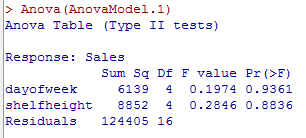 > Anova(AnovaModel.1)
Anova Table (Type II tests)
Response: Sales
Sum Sq Df F value Pr(>F)
dayofweek 6139 4 0.1974 0.9361
shelfheight 8852 4 0.2846 0.8836
Residuals 124405 16